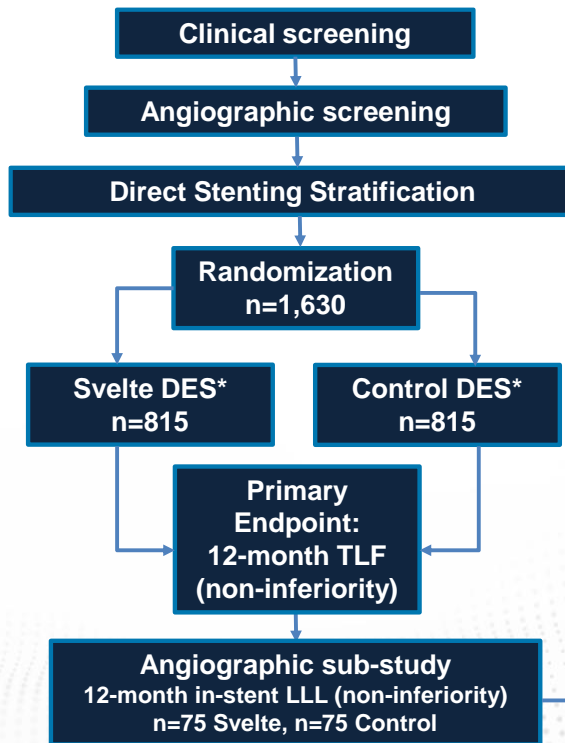 Clinical screening
Angiographic screening
Direct Stenting Stratification
Randomization
n=1,630
Svelte DES*
n=815
Control DES*
n=815
Primary
Endpoint:
12-month TLF
(non-inferiority)
Angiographic sub-study
12-month in-stent LLL (non-inferiority)
n=75 Svelte, n=75 Control